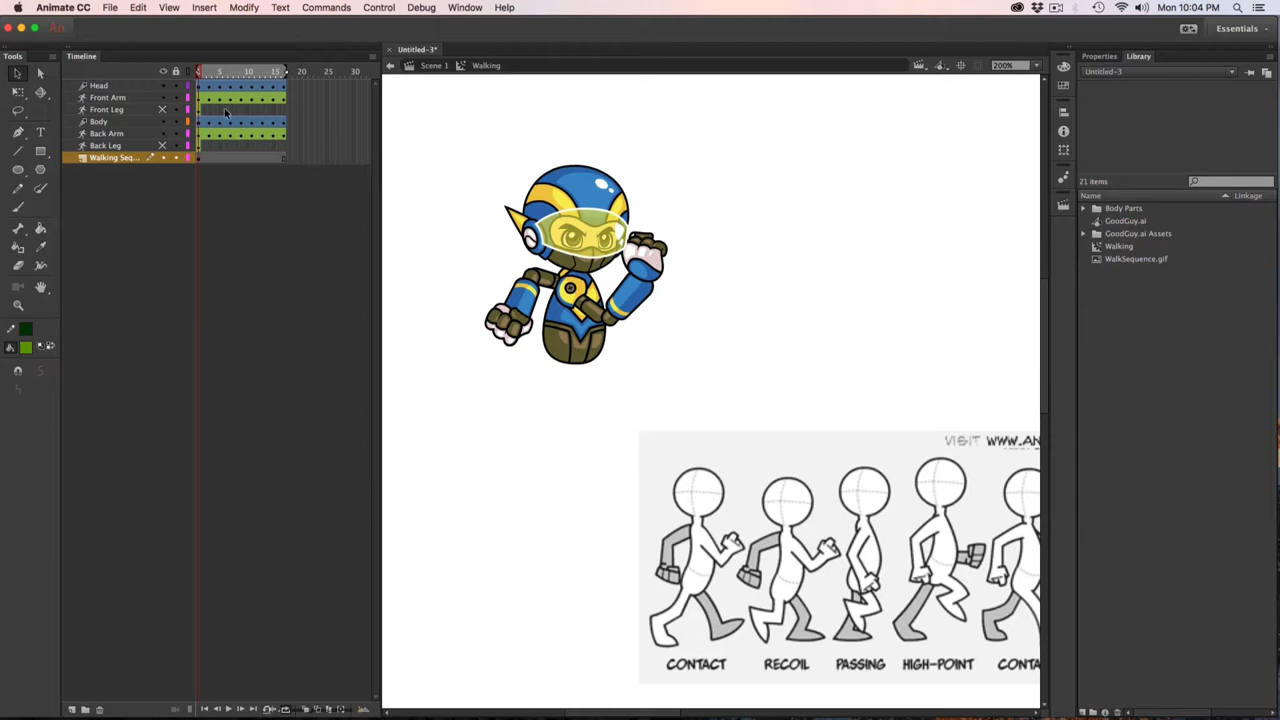 Animate CC File Edit View Insert Modify Text Commands Control Debug Window Help Mon 10:04 PM
An Essentials
Tools Timeline Untitled-3* Properties Library
Scene 1 Walking 200% Untitled-3
5 10 15 20 25 30
Head
Front Arm
Front Leg
Body
Back Arm
Back Leg
Walking Seq...
21 items
Name Linkage
Body Parts
GoodGuy.ai
GoodGuy.ai Assets
Walking
WalkSequence.gif
VISIT WWW.AN
CONTACT RECOIL PASSING HIGH-POINT CONTA